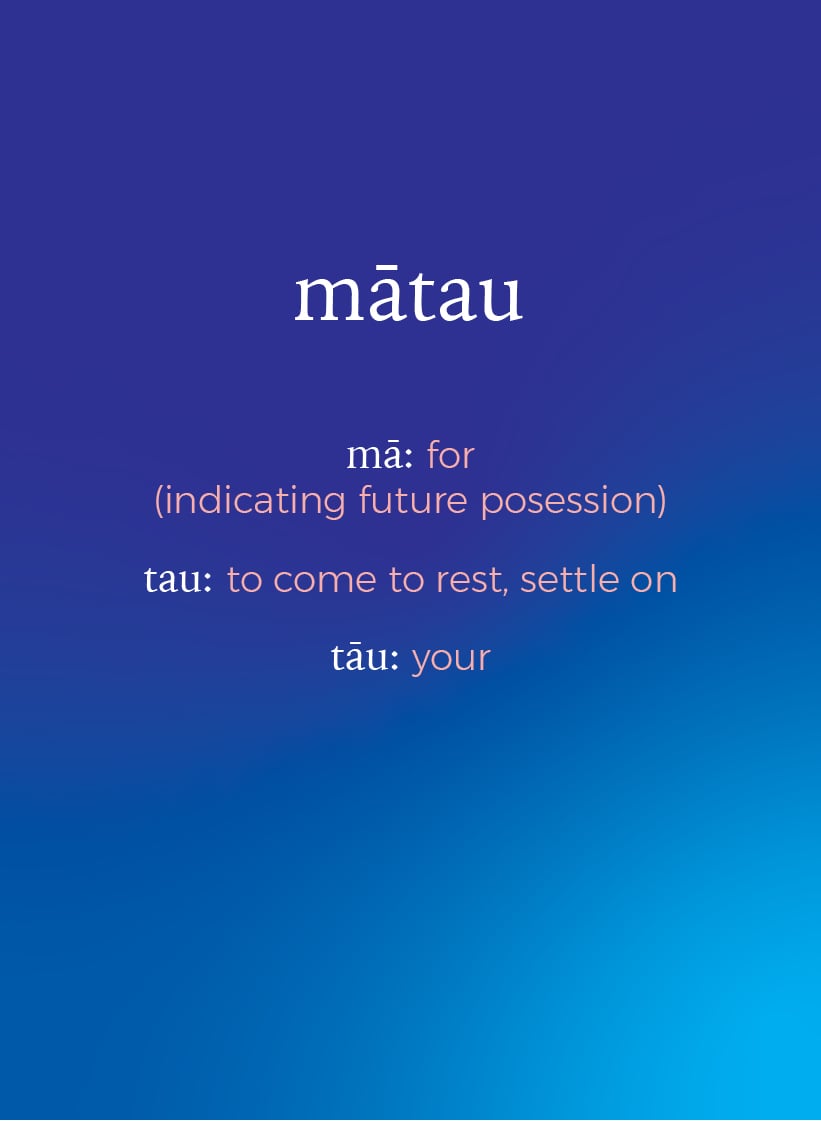 mātau
mā: for
(indicating future posession)
tau: to come to rest, settle on
tāu: your